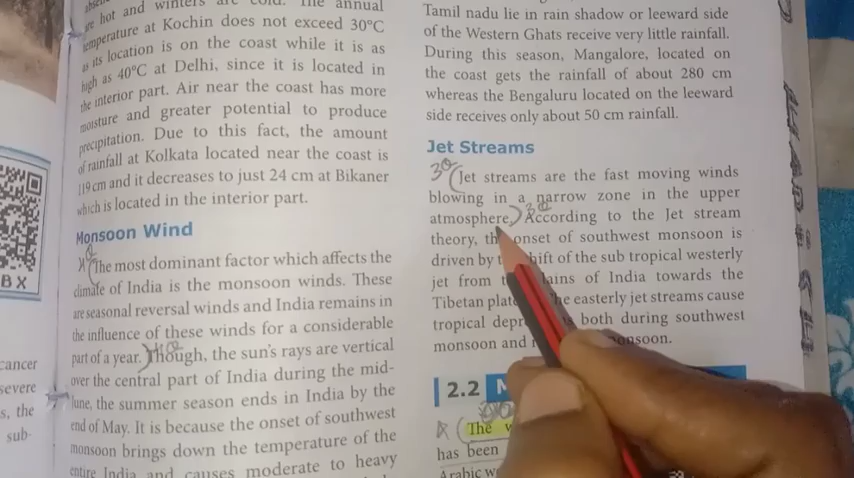 are hot and winters are cold. The annual
temperature at Kochin does not exceed 30°C
as its location is on the coast while it is as
high as 40°C at Delhi, since it is located in
the interior part. Air near the coast has more
moisture and greater potential to produce
precipitation. Due to this fact, the amount
of rainfall at Kolkata located near the coast is
119 cm and it decreases to just 24 cm at Bikaner
which is located in the interior part.
Monsoon Wind
The most dominant factor which affects the
climate of India is the monsoon winds. These
are seasonal reversal winds and India remains in
the influence of these winds for a considerable
part of a year. Though, the sun's rays are vertical
over the central part of India during the mid-
June, the summer season ends in India by the
end of May. It is because the onset of southwest
monsoon brings down the temperature of the
entire India and causes moderate to heavy
Tamil nadu lie in rain shadow or leeward side
of the Western Ghats receive very little rainfall.
During this season, Mangalore, located on
the coast gets the rainfall of about 280 cm
whereas the Bengaluru located on the leeward
side receives only about 50 cm rainfall.
Jet Streams
Jet streams are the fast moving winds
blowing in a narrow zone in the upper
atmosphere. According to the Jet stream
theory, the onset of southwest monsoon is
driven by hift of the sub tropical westerly
jet from ains of India towards the
Tibetan plate he easterly jet streams cause
tropical depr s both during southwest
monsoon and onsoon.
2.2
The
has been
Arabic w
BX
cancer
severe
s, the
sub-